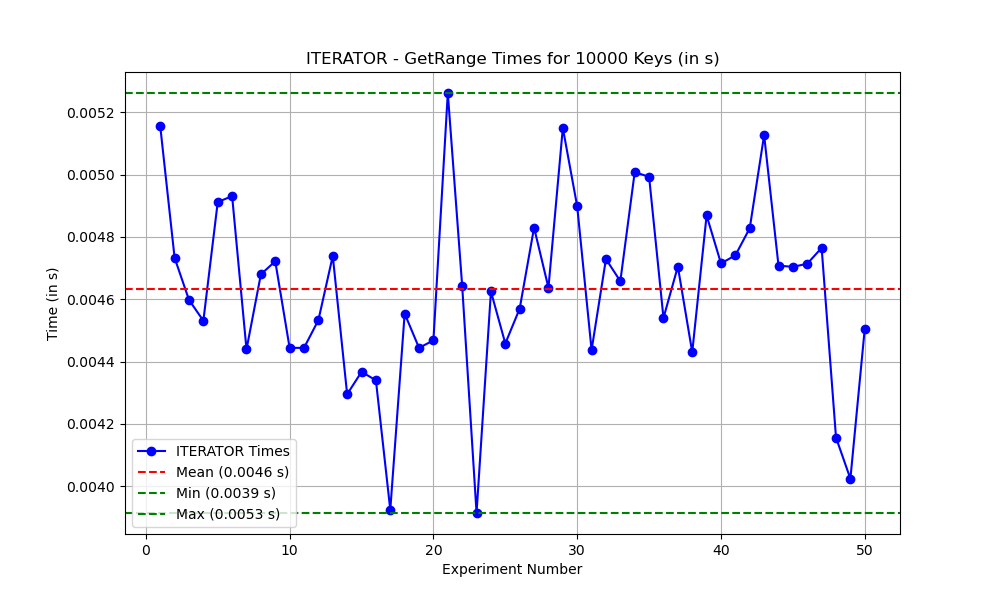 ITERATOR - GetRange Times for 10000 Keys (in s)
Time (in s)
0.0052
0.0050
0.0048
0.0046
0.0044
0.0042
0.0040
ITERATOR Times
Mean (0.0046 s)
Min (0.0039 s)
Max (0.0053 s)
0 10 20 30 40 50
Experiment Number